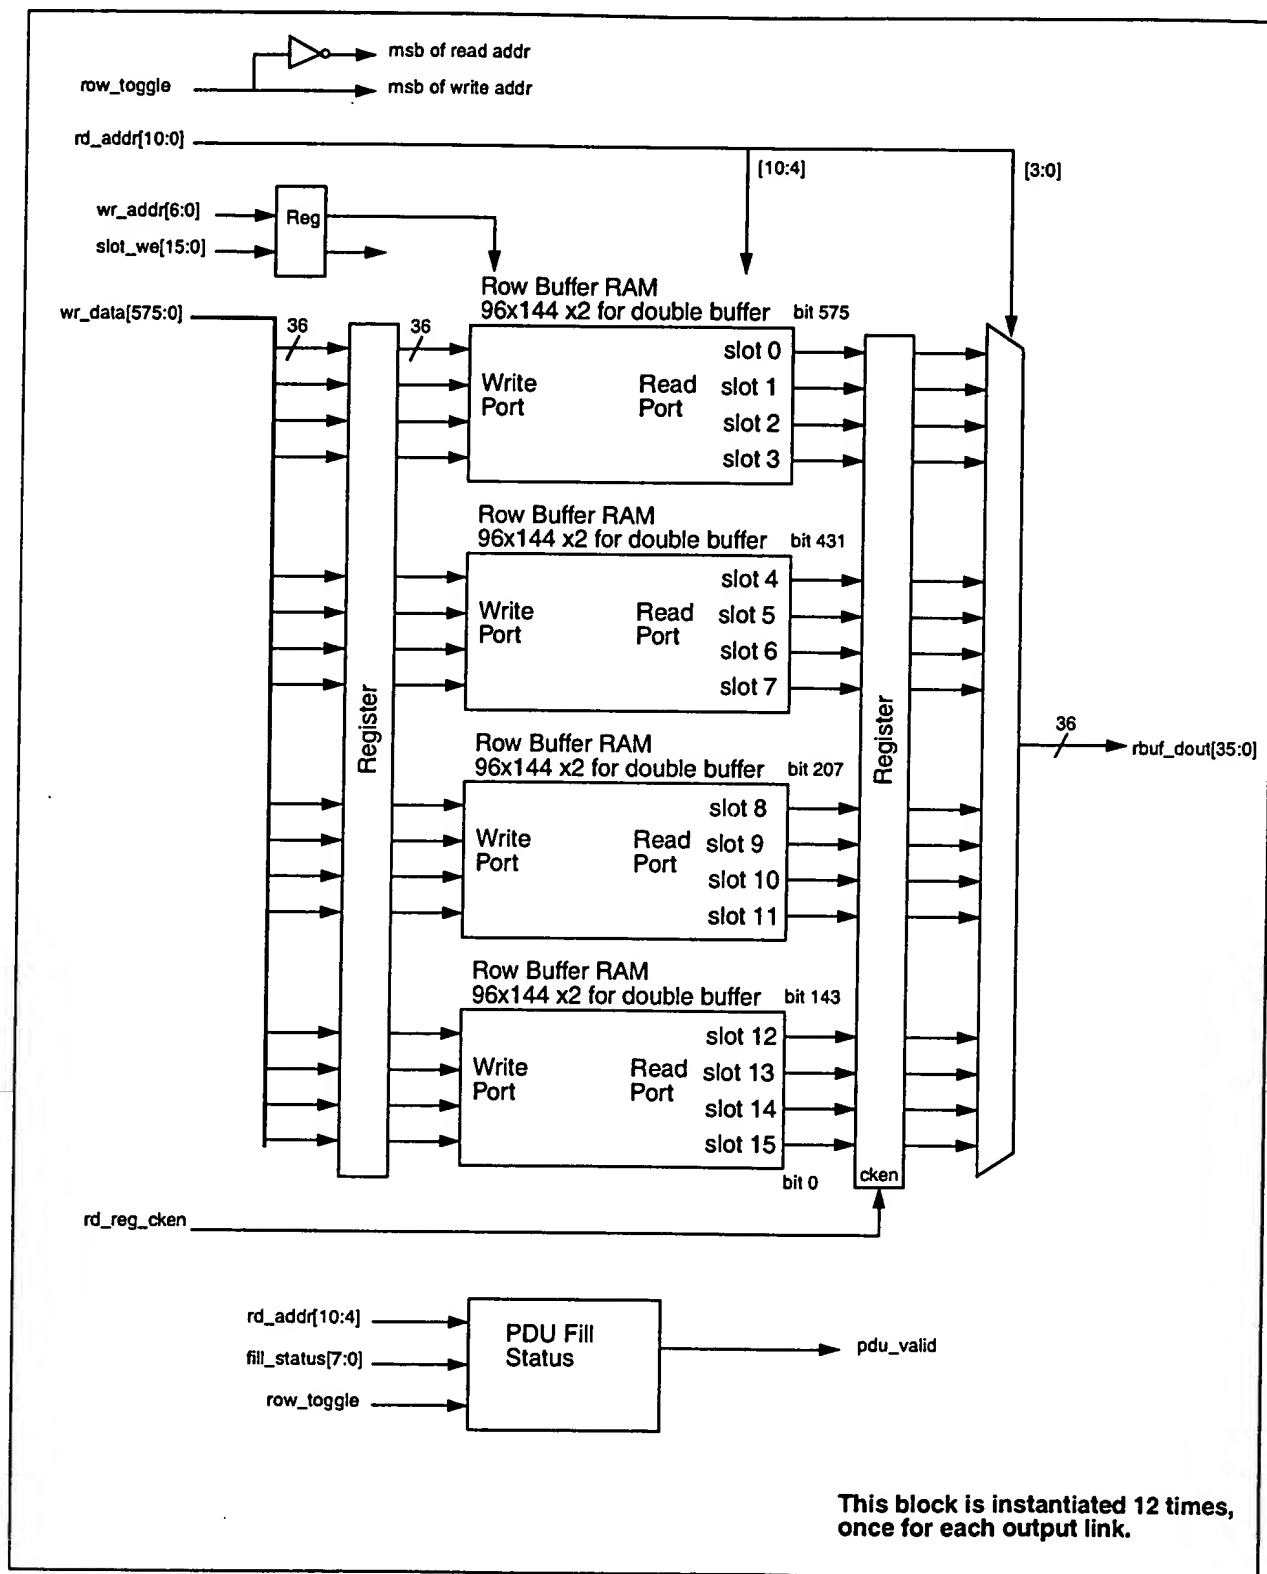 msb of read addr
row_toggle
msb of write addr
rd_addr[10:0]
[10:4]
[3:0]
wr_addr[6:0]
Reg
slot_we[15:0]
Row Buffer RAM
96x144 x2 for double buffer
bit 575
wr_data[575:0]
36
36
slot 0
Write
Port
Read
Port
slot 1
slot 2
slot 3
Row Buffer RAM
96x144 x2 for double buffer
bit 431
slot 4
Write
Port
Read
Port
slot 5
slot 6
slot 7
Register
Register
36
rbuf_dout[35:0]
Row Buffer RAM
96x144 x2 for double buffer
bit 207
slot 8
Write
Port
Read
Port
slot 9
slot 10
slot 11
Row Buffer RAM
96x144 x2 for double buffer
bit 143
slot 12
Write
Port
Read
Port
slot 13
slot 14
slot 15
bit 0
cken
rd_reg_cken
rd_addr[10:4]
fill_status[7:0]
row_toggle
PDU Fill
Status
pdu_valid
This block is instantiated 12 times,
once for each output link.